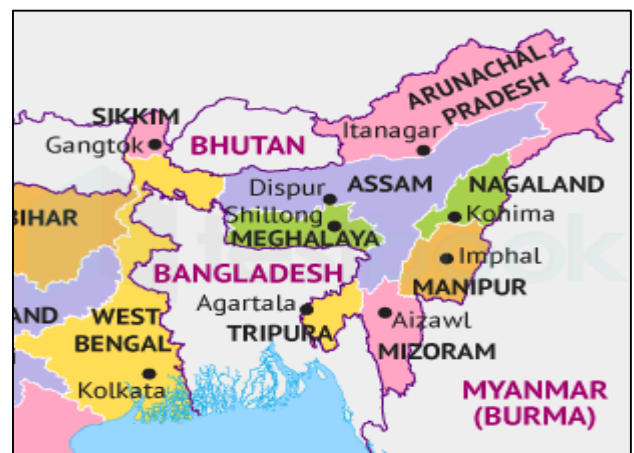 ARUNACHAL
PRADESH
SIKKIM
Gangtok
BHUTAN
Itanagar
Dispur
ASSAM
NAGALAND
BIHAR
Shillong
Kohima
MEGHALAYA
Imphal
BANGLADESH
MANIPUR
Agartala
AND
WEST
BENGAL
TRIPURA
Aizawl
MIZORAM
Kolkata
MYANMAR
(BURMA)